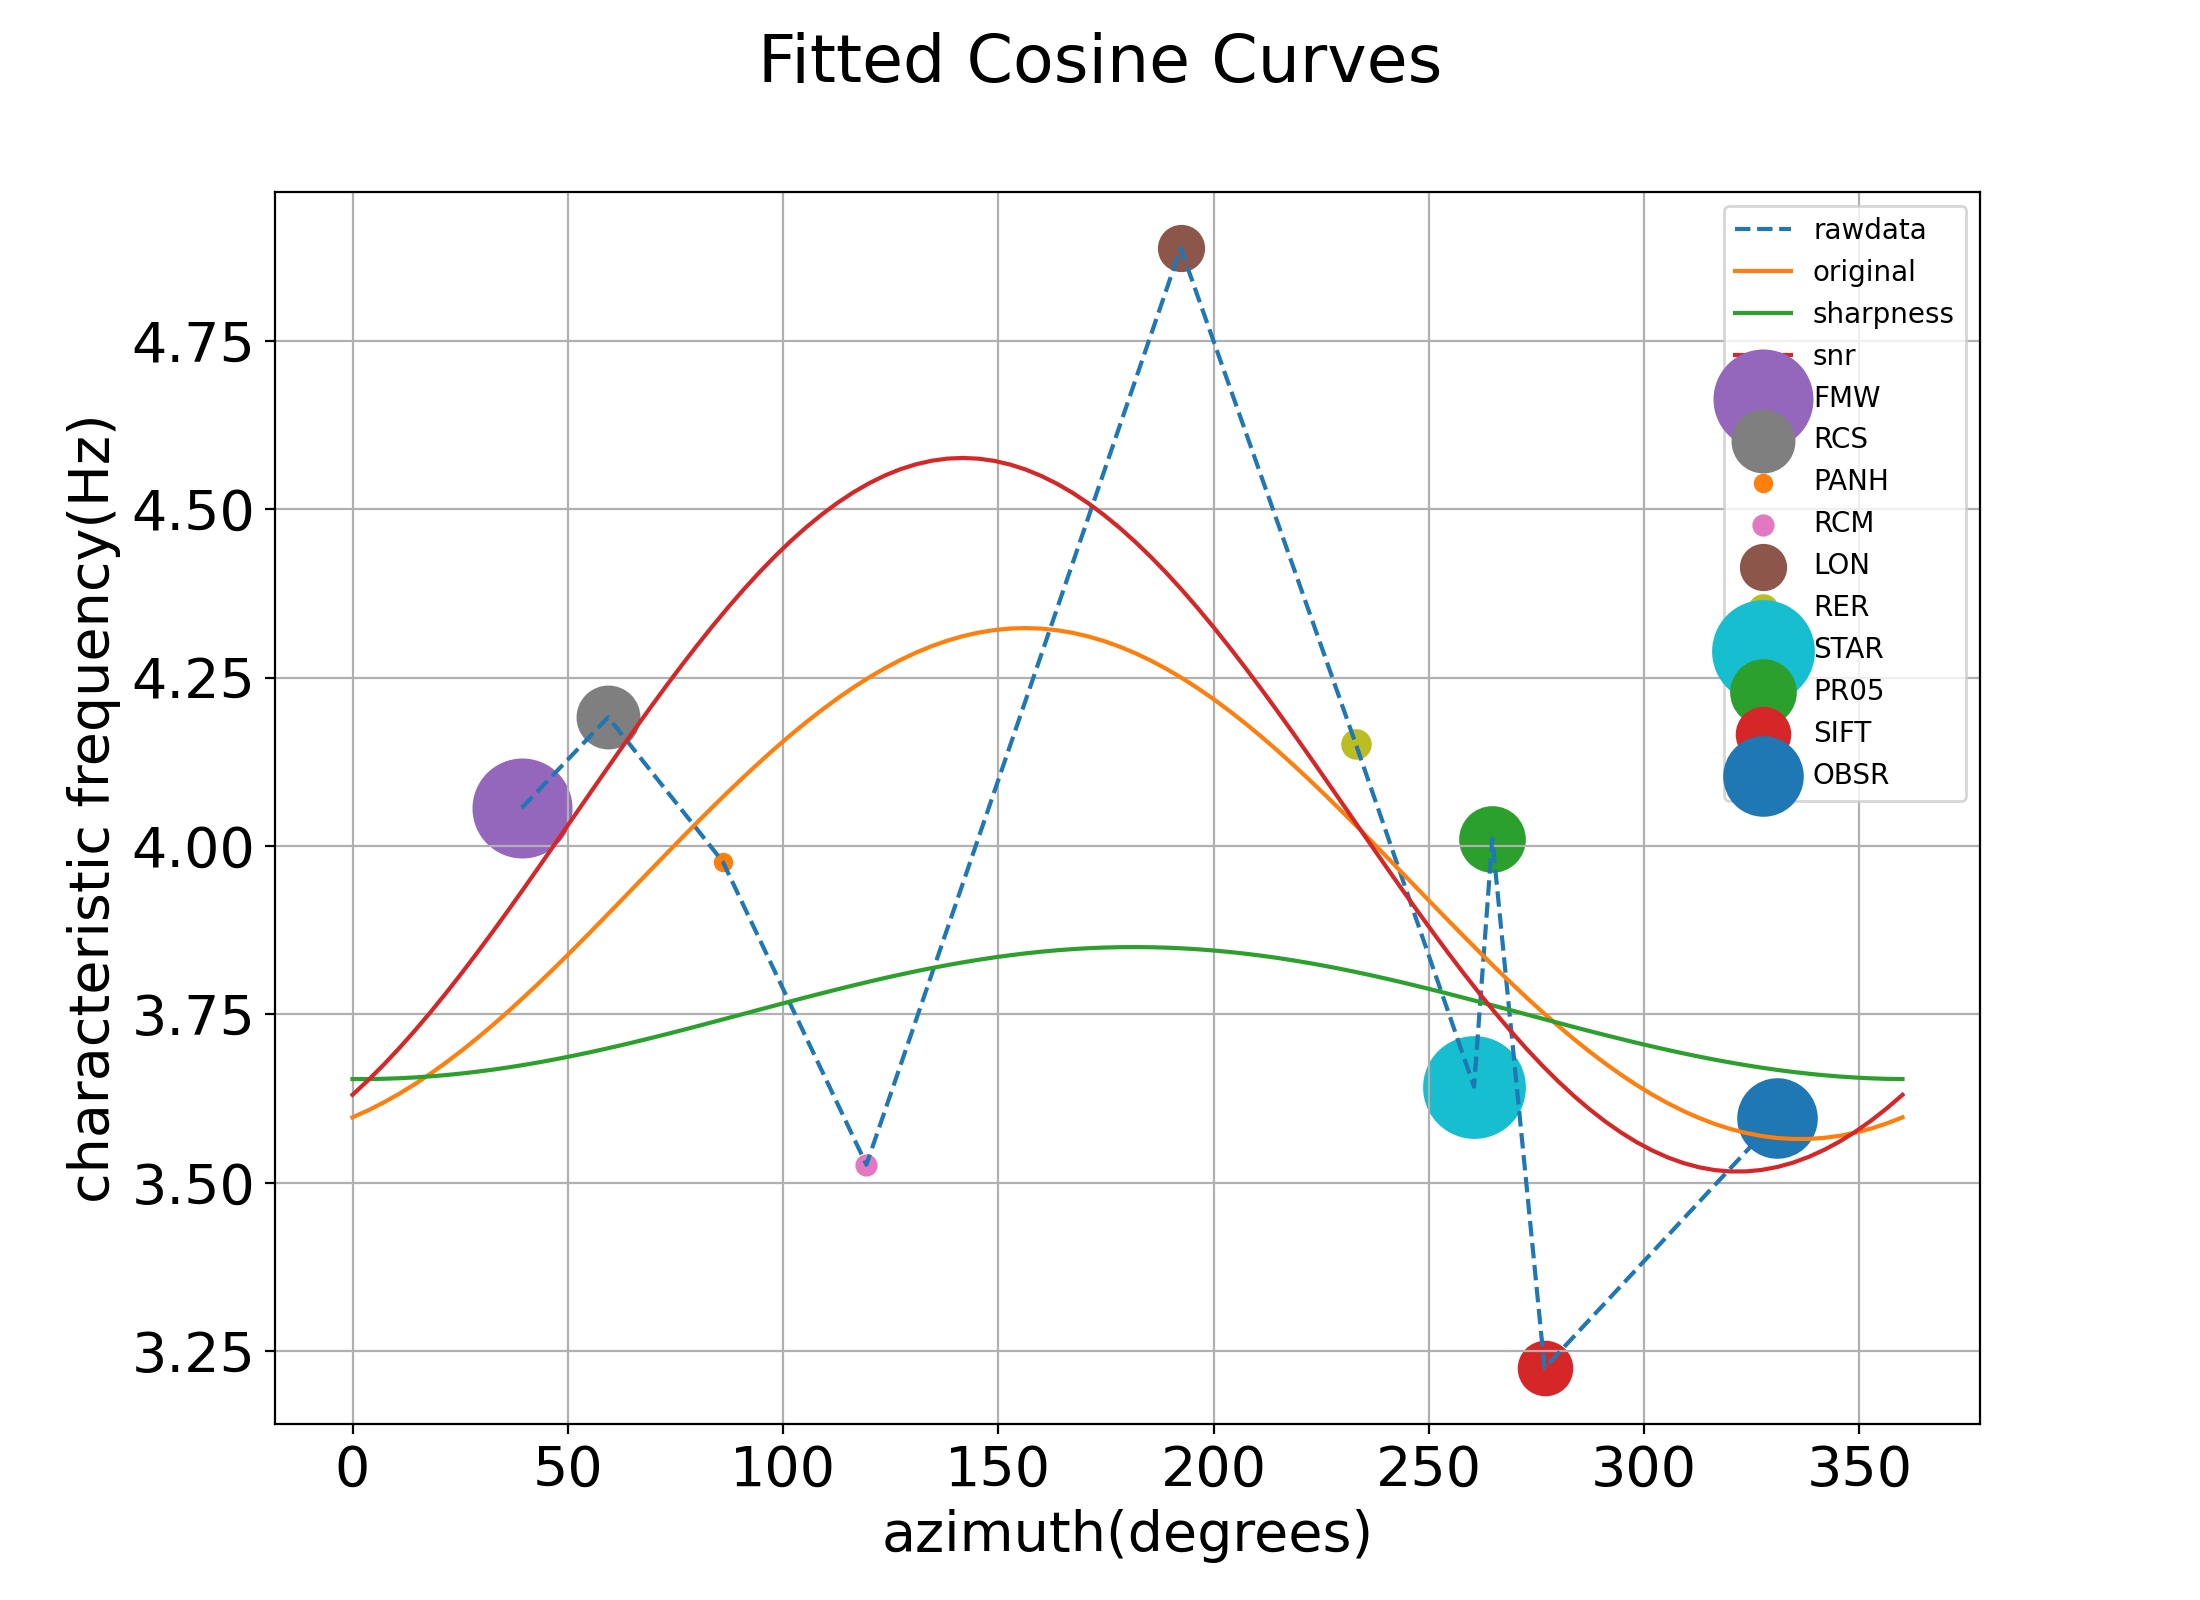 Fitted Cosine Curves
characteristic frequency(Hz)
4.75
4.50
4.25
4.00
3.75
3.50
3.25
0 50 100 150 200 250 300 350
azimuth(degrees)
rawdata
original
sharpness
snr
FMW
RCS
PANH
RCM
LON
RER
STAR
PR05
SIFT
OBSR